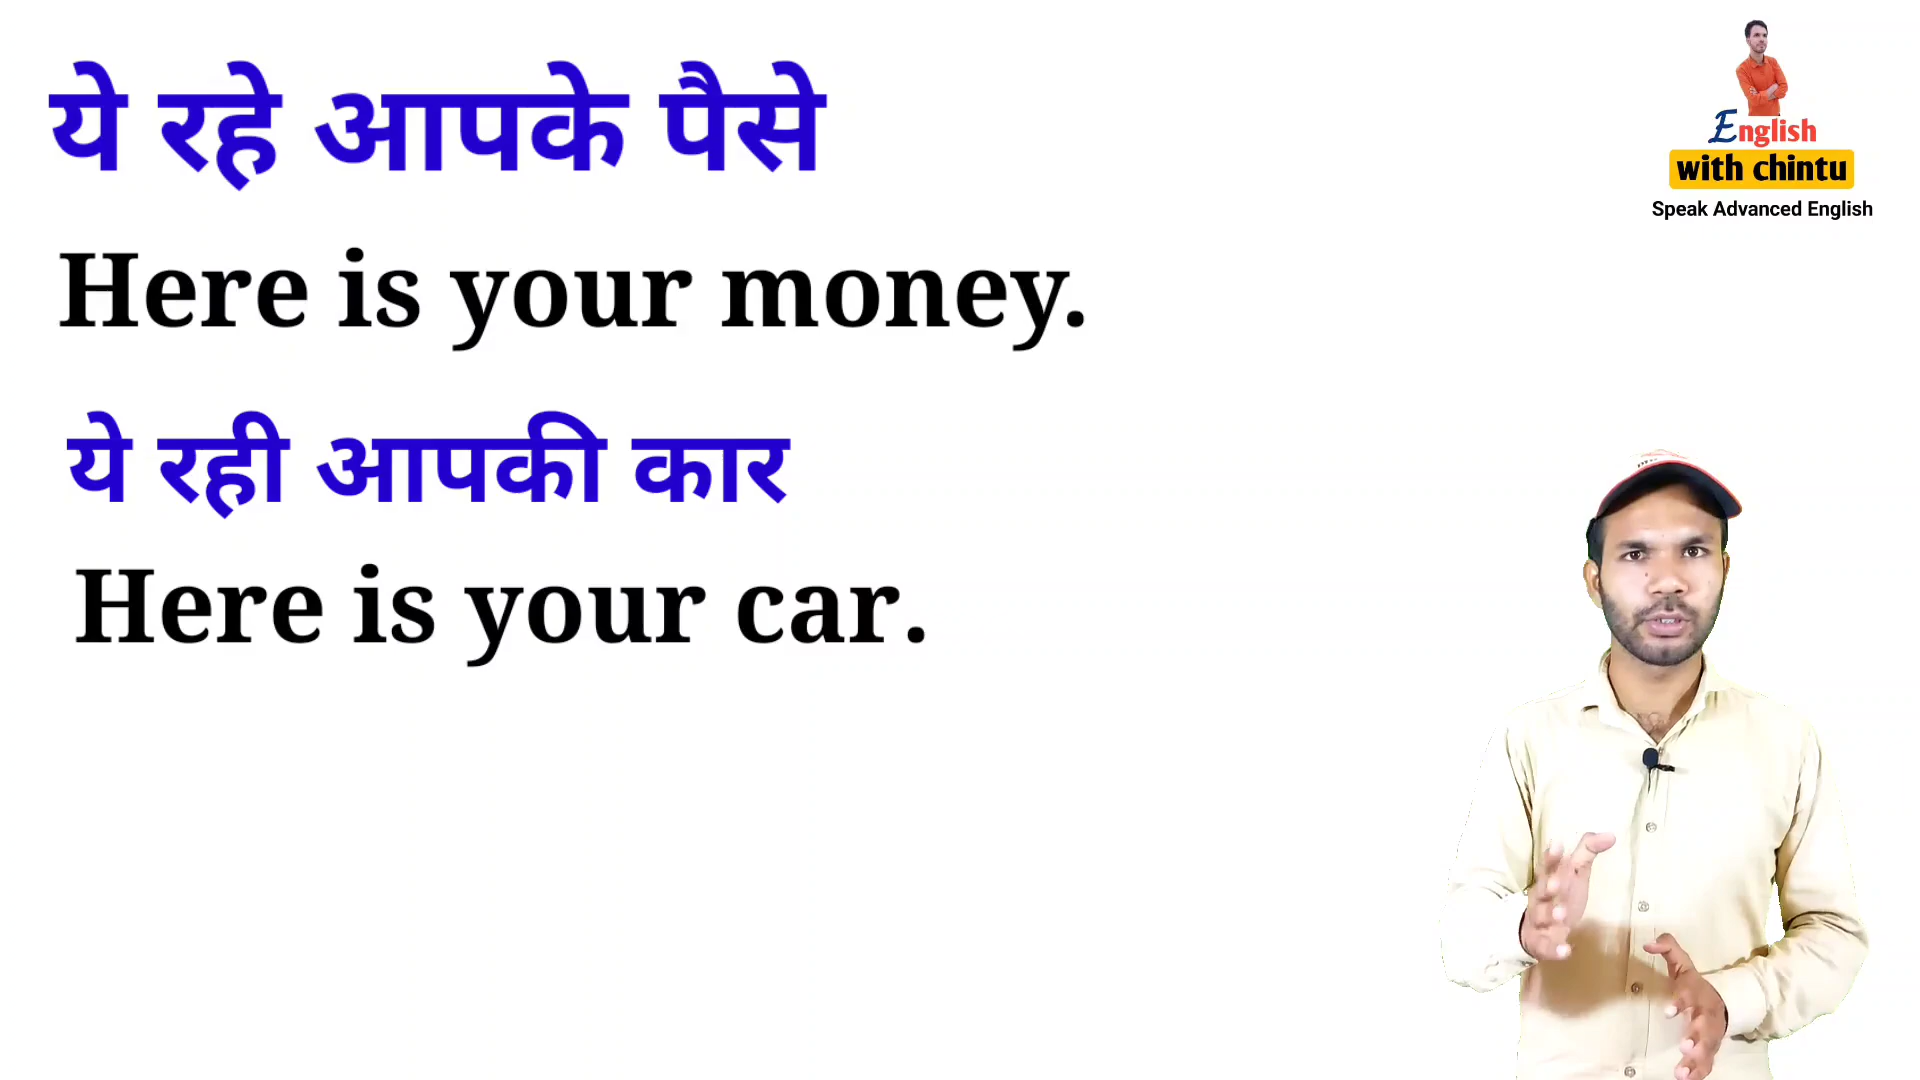 ये रहे आपके पैसे
Here is your money.
ये रही आपकी कार
Here is your car.
English
with chintu
Speak Advanced English